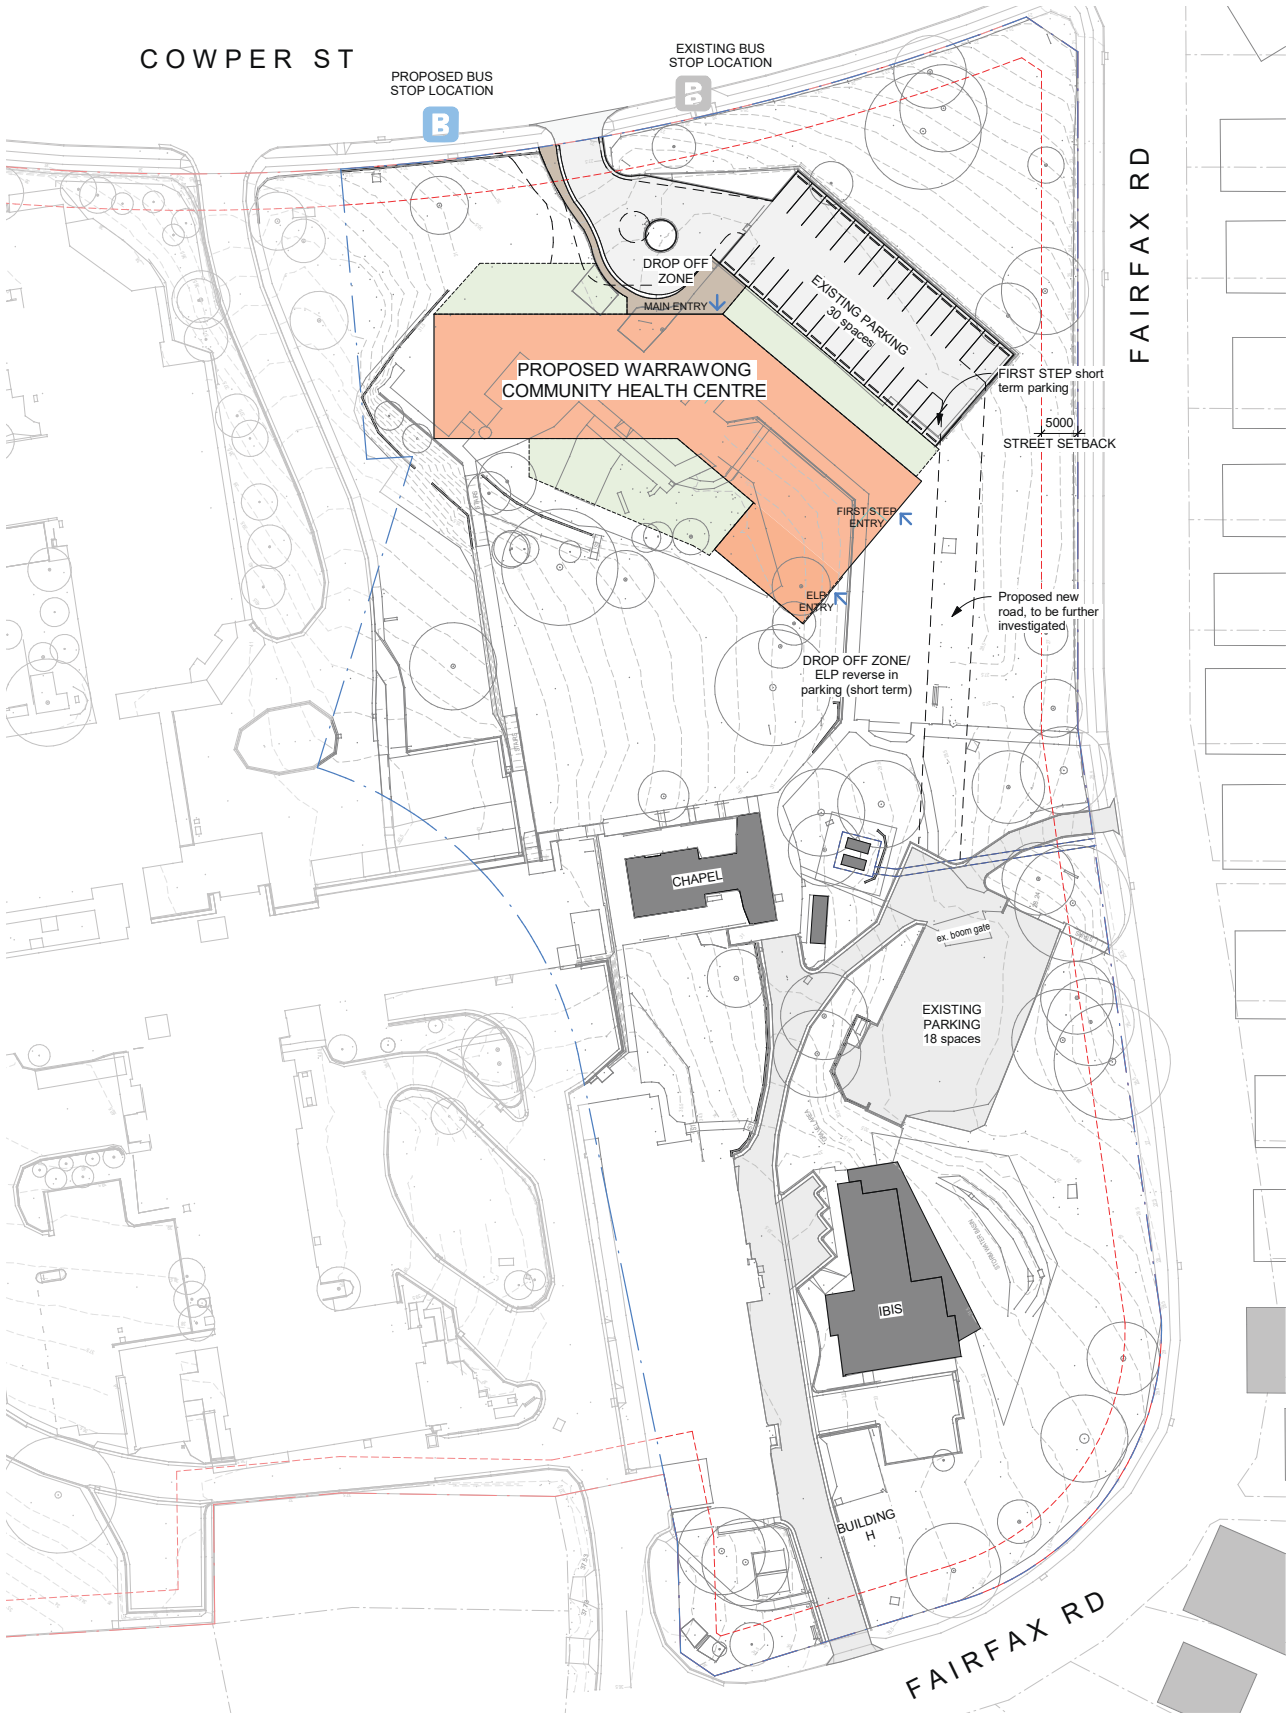 COWPER ST
EXISTING BUS
STOP LOCATION
B
PROPOSED BUS
STOP LOCATION
B
FAIRFAX RD
DROP OFF
ZONE
MAIN ENTRY
EXISTING PARKING
30 spaces
PROPOSED WARRAWONG
COMMUNITY HEALTH CENTRE
FIRST STEP short
term parking
5000
STREET SETBACK
FIRST STEP
ENTRY
ELP
ENTRY
Proposed new
road, to be further
investigated
DROP OFF ZONE/
ELP reverse in
parking (short term)
CHAPEL
ex. boom gate
EXISTING
PARKING
18 spaces
STORM WATER BASIN
IBIS
BUILDING
H
FAIRFAX RD